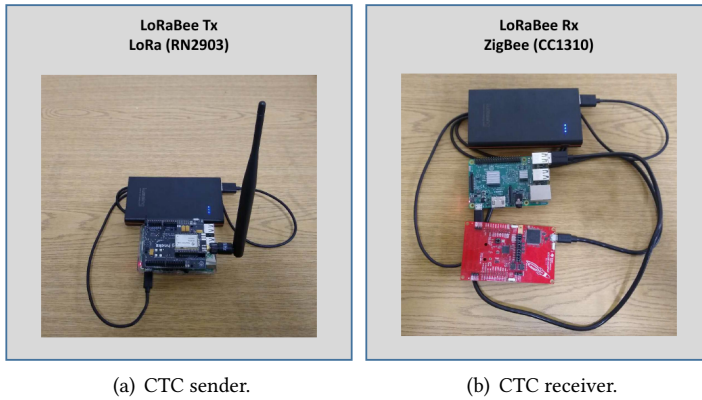 LoRaBee Tx
LoRa (RN2903)
LoRaBee Rx
ZigBee (CC1310)
(a) CTC sender.
(b) CTC receiver.